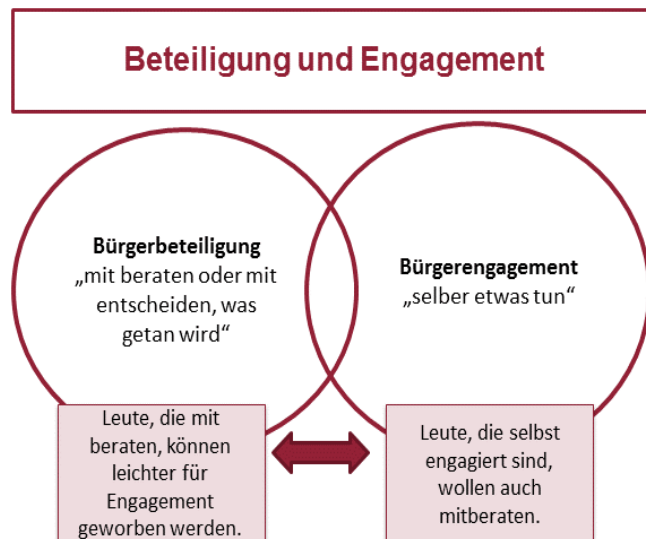 Beteiligung und Engagement
Bürgerbeteiligung
„mit beraten oder mit
entscheiden, was
getan wird“
Bürgerengagement
„selber etwas tun“
Leute, die mit
beraten, können
leichter für
Engagement
geworben werden.
Leute, die selbst
engagiert sind,
wollen auch
mitberaten.